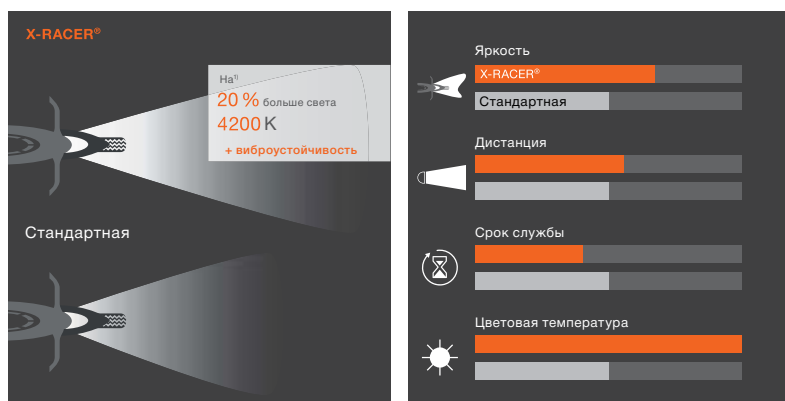 X-RACER®
На¹⁾
20 % больше света
4200 K
+ виброустойчивость
Стандартная
Яркость
X-RACER®
Стандартная
Дистанция
Срок службы
Цветовая температура